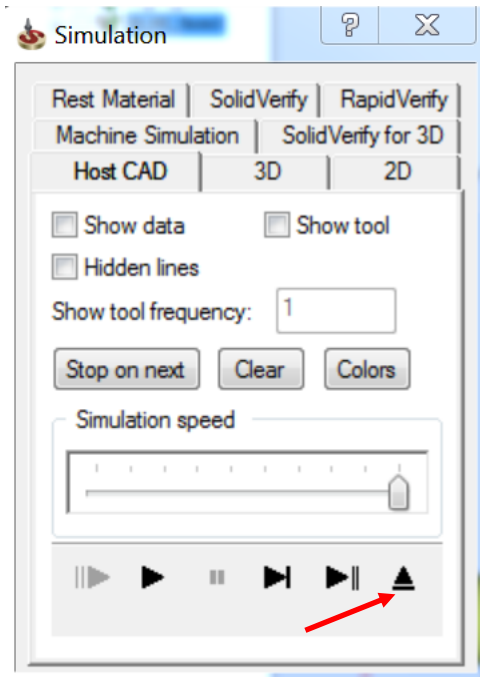 Simulation
Rest Material SolidVerify RapidVerify
Machine Simulation SolidVerify for 3D
Host CAD 3D 2D
Show data Show tool
Hidden lines
Show tool frequency: 1
Stop on next Clear Colors
Simulation speed